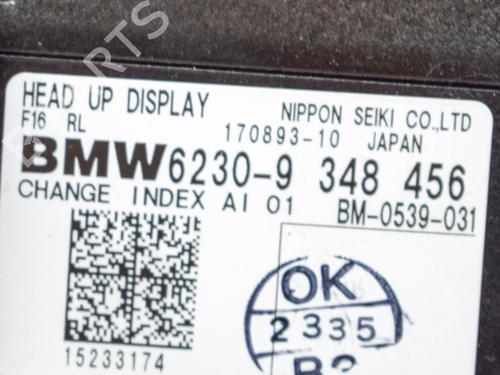 HEAD UP DISPLAY
NIPPON SEIKI CO.,LTD
F16 RL
170893-10 JAPAN
BMW 6230-9 348 456
CHANGE INDEX AI 01
BM-0539-031
OK
2335
15233174
PARTS